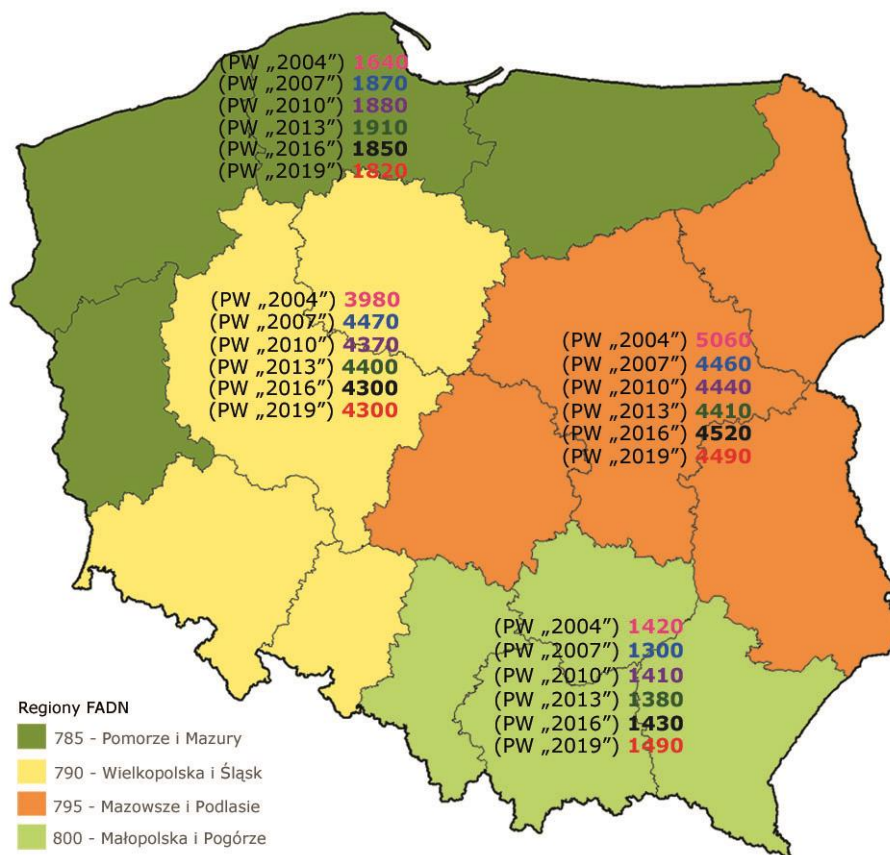 (PW „2004”) 1640
(PW „2007”) 1870
(PW „2010”) 1880
(PW „2013”) 1910
(PW „2016”) 1850
(PW „2019”) 1820
(PW „2004”) 3980
(PW „2007”) 4470
(PW „2010”) 4370
(PW „2013”) 4400
(PW „2016”) 4300
(PW „2019”) 4300
(PW „2004”) 5060
(PW „2007”) 4460
(PW „2010”) 4440
(PW „2013”) 4410
(PW „2016”) 4520
(PW „2019”) 4490
(PW „2004”) 1420
(PW „2007”) 1300
(PW „2010”) 1410
(PW „2013”) 1380
(PW „2016”) 1430
(PW „2019”) 1490
Regiony FADN
785 - Pomorze i Mazury
790 - Wielkopolska i Śląsk
795 - Mazowsze i Podlasie
800 - Małopolska i Pogórze